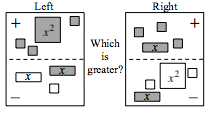 Left Right
+ x² Which + x
x x is x²
− greater? x −